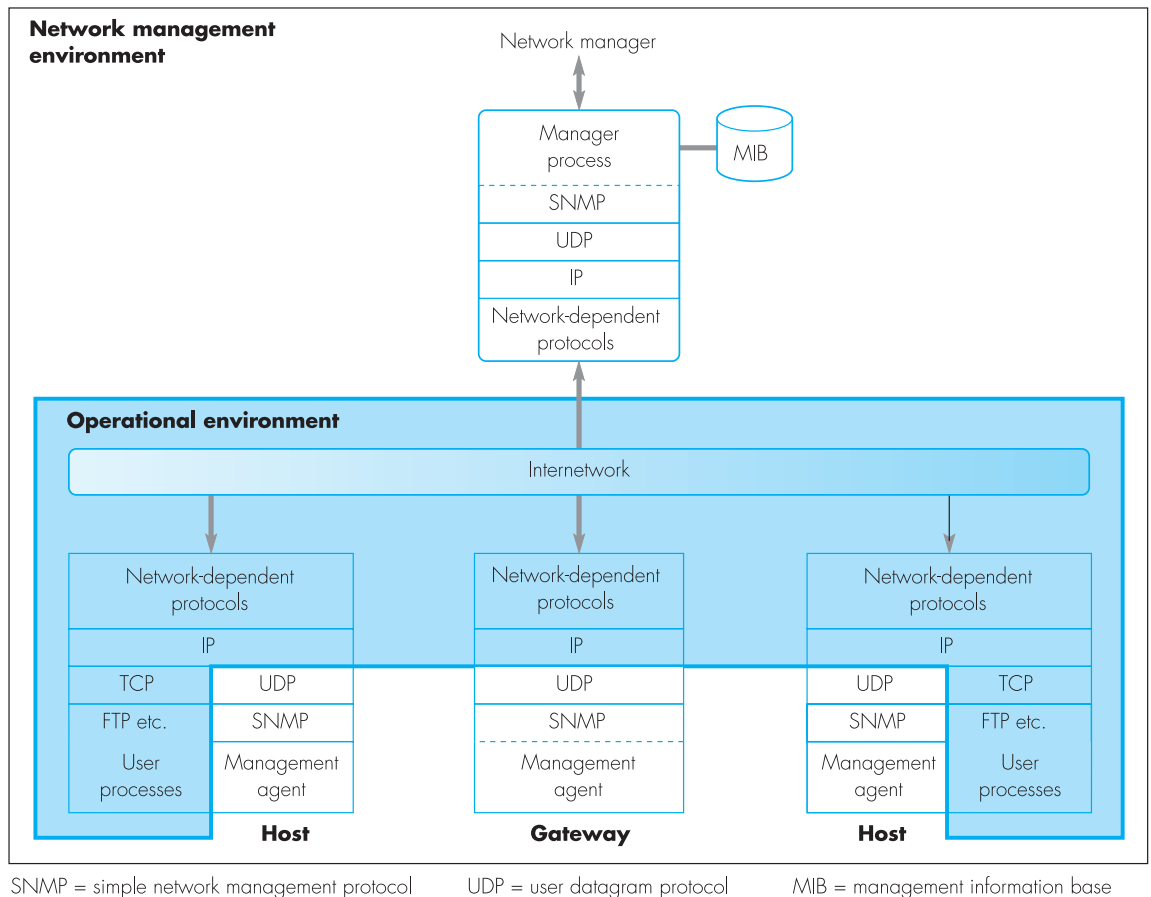 Network management
environment
Network manager
Manager
process
MIB
SNMP
UDP
IP
Network-dependent
protocols
Operational environment
Internetwork
Network-dependent
protocols
IP
TCP
UDP
FTP etc.
SNMP
User
processes
Management
agent
Host
Network-dependent
protocols
IP
UDP
SNMP
Management
agent
Gateway
Network-dependent
protocols
IP
UDP
TCP
SNMP
FTP etc.
Management
agent
User
processes
Host
SNMP = simple network management protocol
UDP = user datagram protocol
MIB = management information base